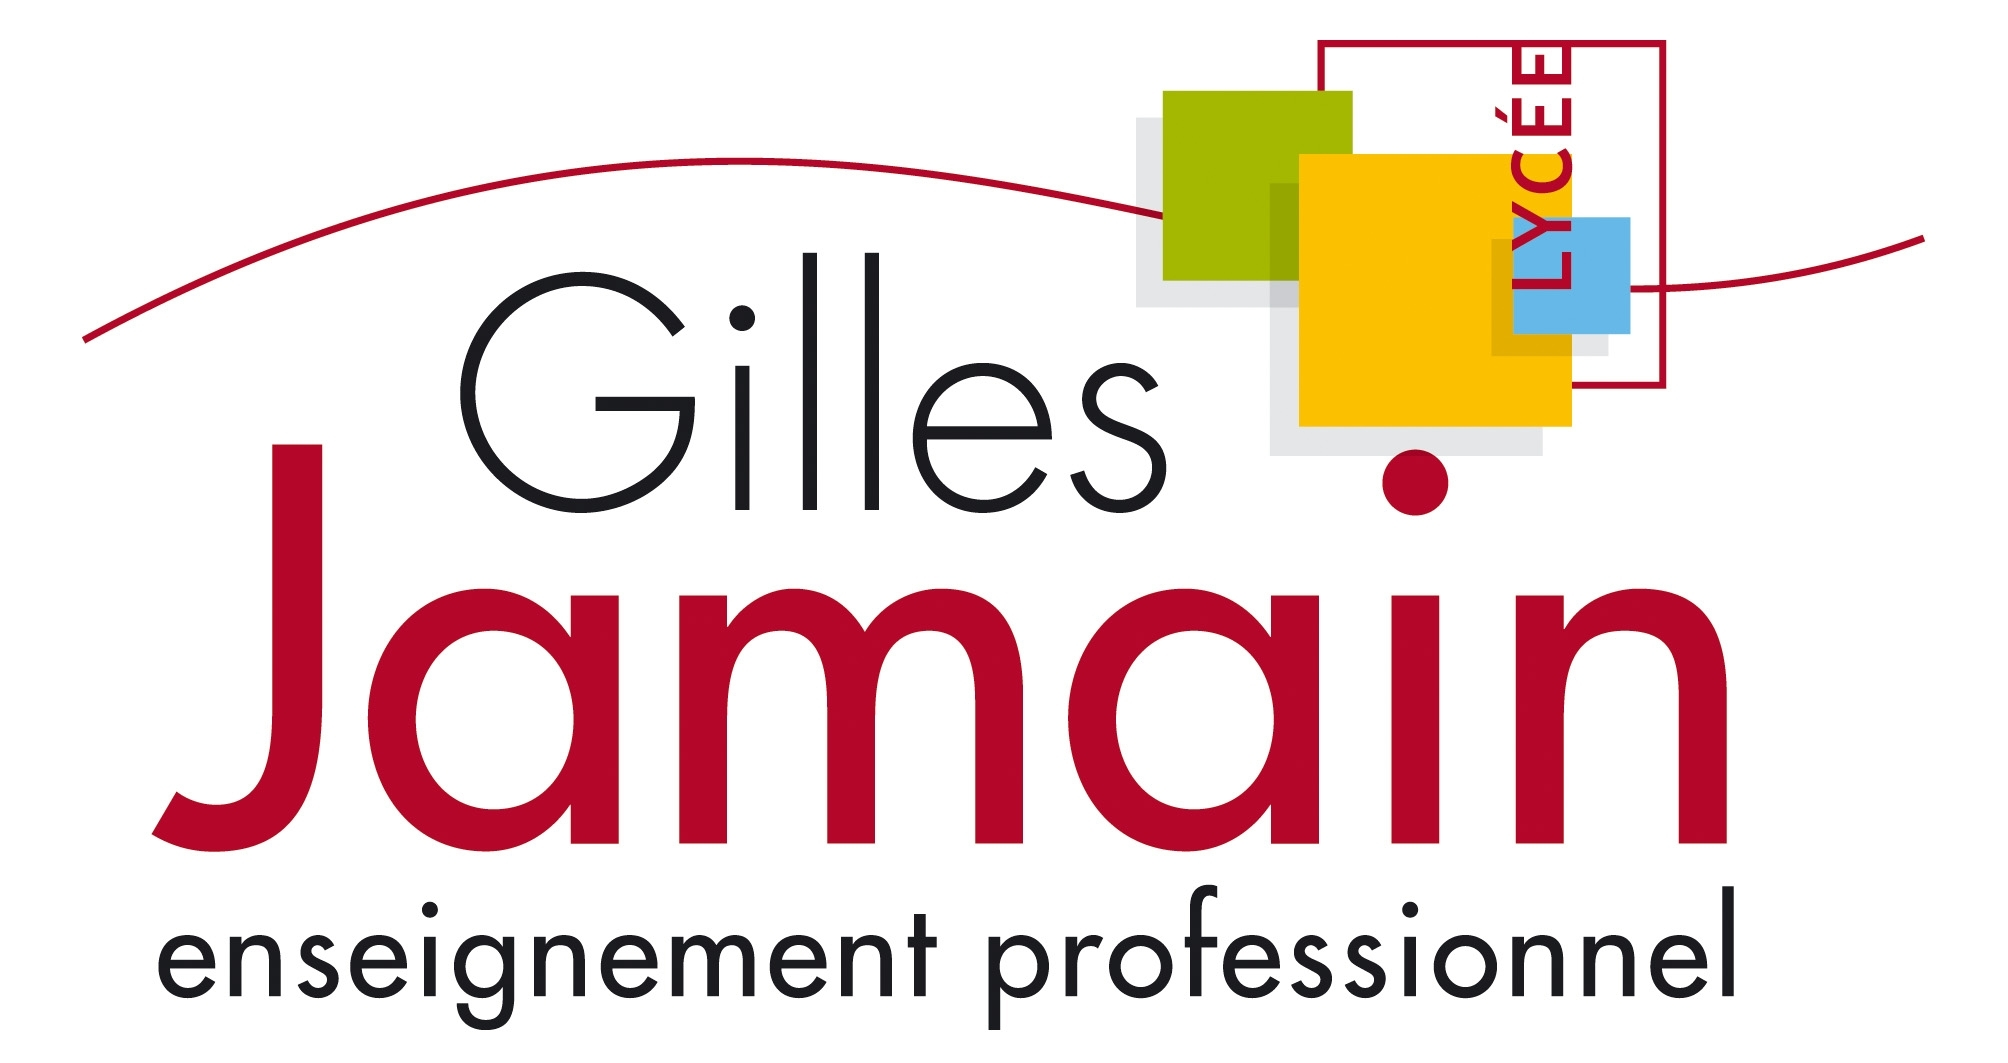 LYCÉE
Gilles
Jamain
enseignement professionnel